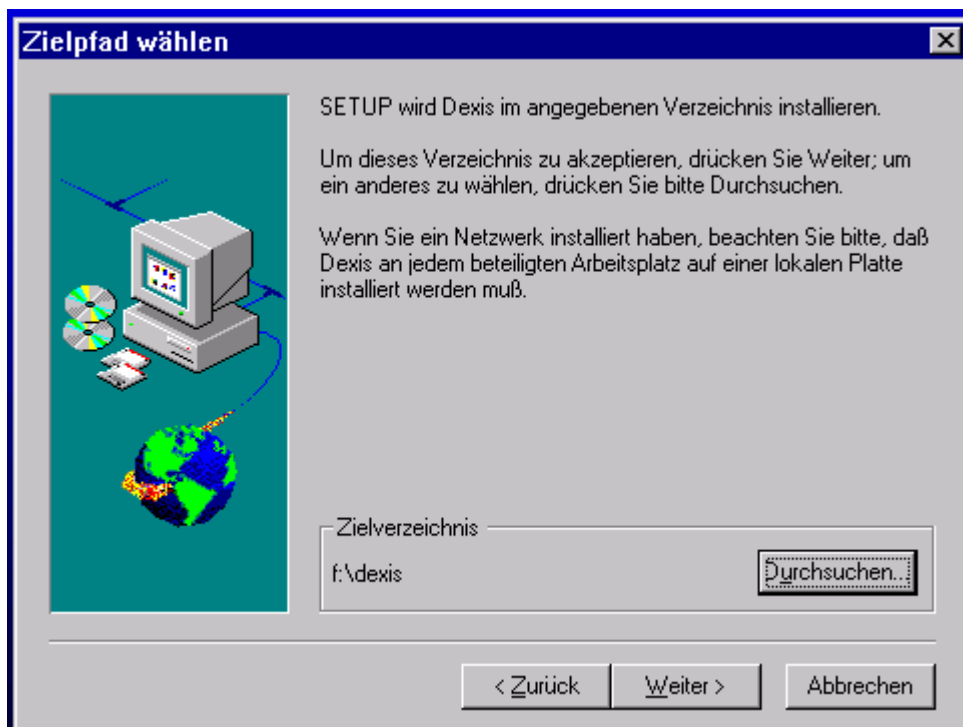 Zielpfad wählen
SETUP wird Dexis im angegebenen Verzeichnis installieren.
Um dieses Verzeichnis zu akzeptieren, drücken Sie Weiter; um
ein anderes zu wählen, drücken Sie bitte Durchsuchen.
Wenn Sie ein Netzwerk installiert haben, beachten Sie bitte, daß
Dexis an jedem beteiligten Arbeitsplatz auf einer lokalen Platte
installiert werden muß.
Zielverzeichnis
f:\dexis
Durchsuchen...
< Zurück
Weiter >
Abbrechen